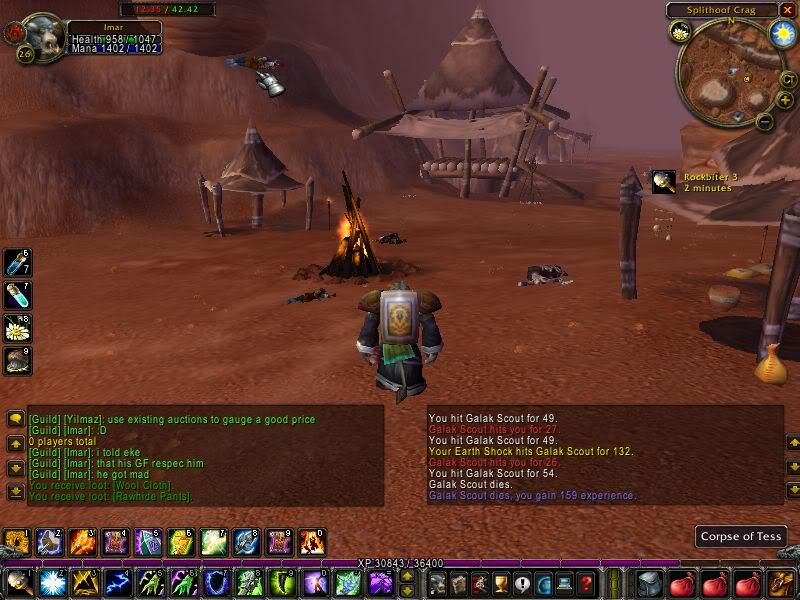 12.35 / 42.42
Imar
Health 958 / 1047
Mana 1402 / 1402
26
Splithoof Crag
N
Rockbiter 3
2 minutes
6
7
7
8
9
[Guild] [Yilmaz]: use existing auctions to gauge a good price
[Guild] [Imar]: :D
0 players total
[Guild] [Imar]: i told eke
[Guild] [Imar]: that his GF respec him
[Guild] [Imar]: he got mad
You receive loot: [Wool Cloth].
You receive loot: [Rawhide Pants].
You hit Galak Scout for 49.
Galak Scout hits you for 27.
You hit Galak Scout for 49.
Your Earth Shock hits Galak Scout for 132.
Galak Scout hits you for 26.
You hit Galak Scout for 54.
Galak Scout dies.
Galak Scout dies, you gain 159 experience.
Corpse of Tess
XP 30843 / 36400